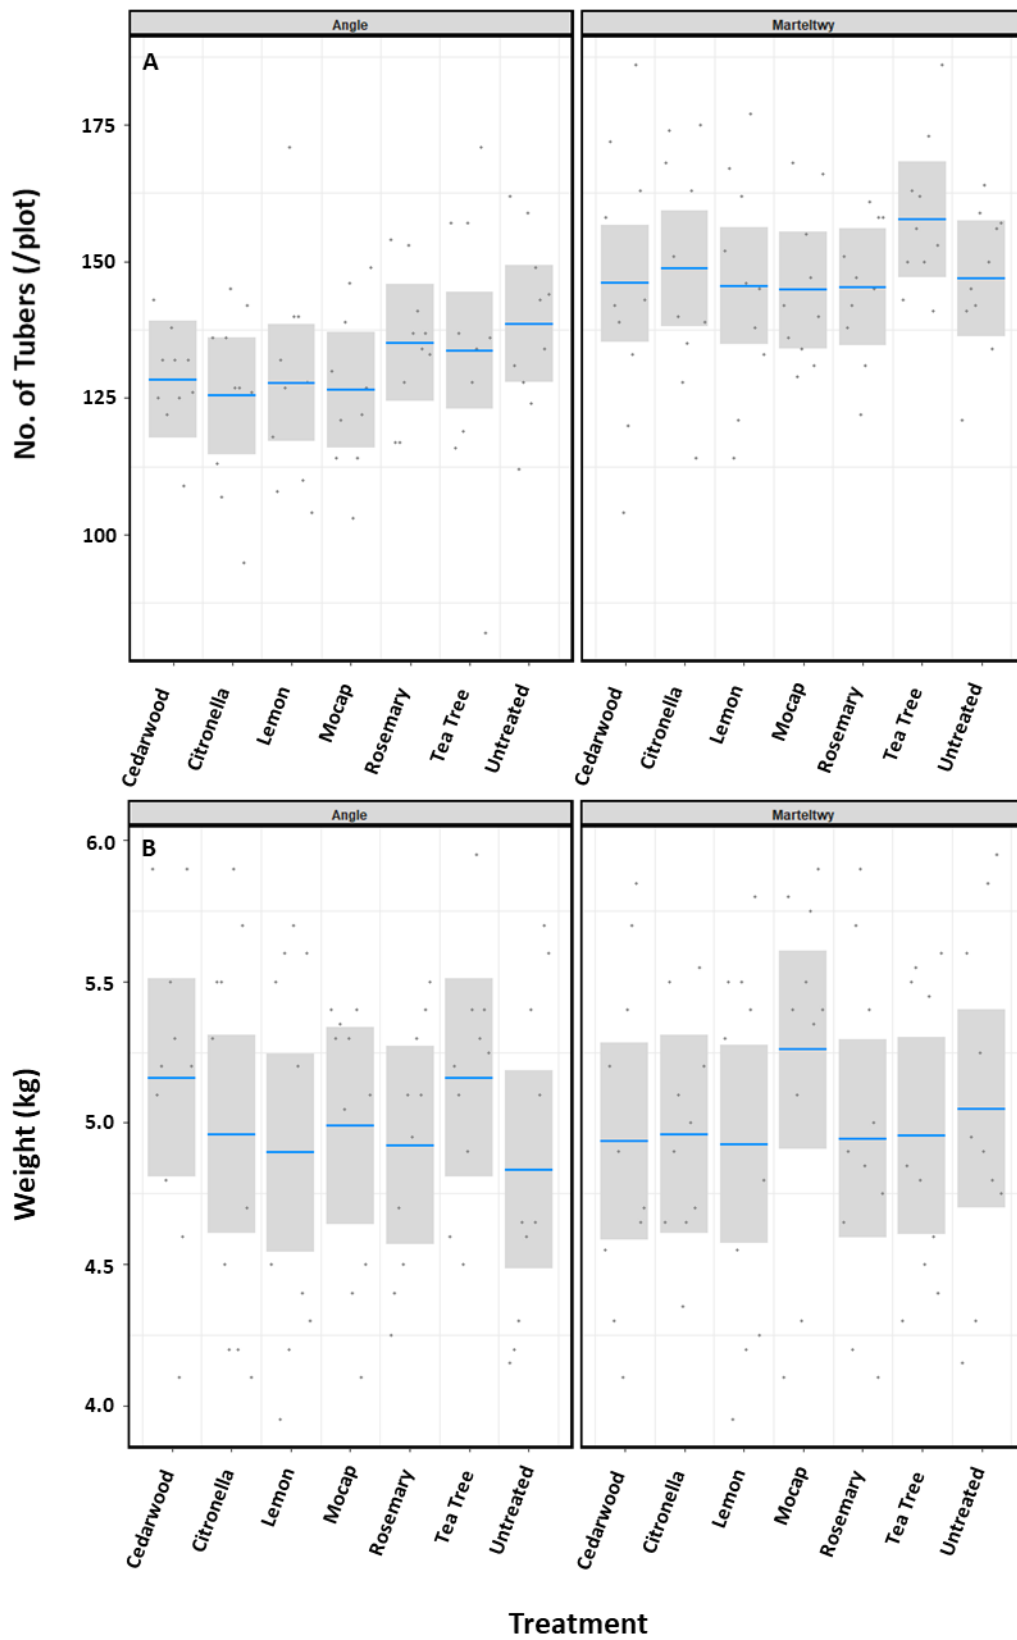 Angle Marteltwy
A
No. of Tubers (/plot)
175
150
125
100
Cedarwood Citronella Lemon Mocap Rosemary Tea Tree Untreated Cedarwood Citronella Lemon Mocap Rosemary Tea Tree Untreated
Angle Marteltwy
B
Weight (kg)
6.0
5.5
5.0
4.5
4.0
Cedarwood Citronella Lemon Mocap Rosemary Tea Tree Untreated Cedarwood Citronella Lemon Mocap Rosemary Tea Tree Untreated
Treatment